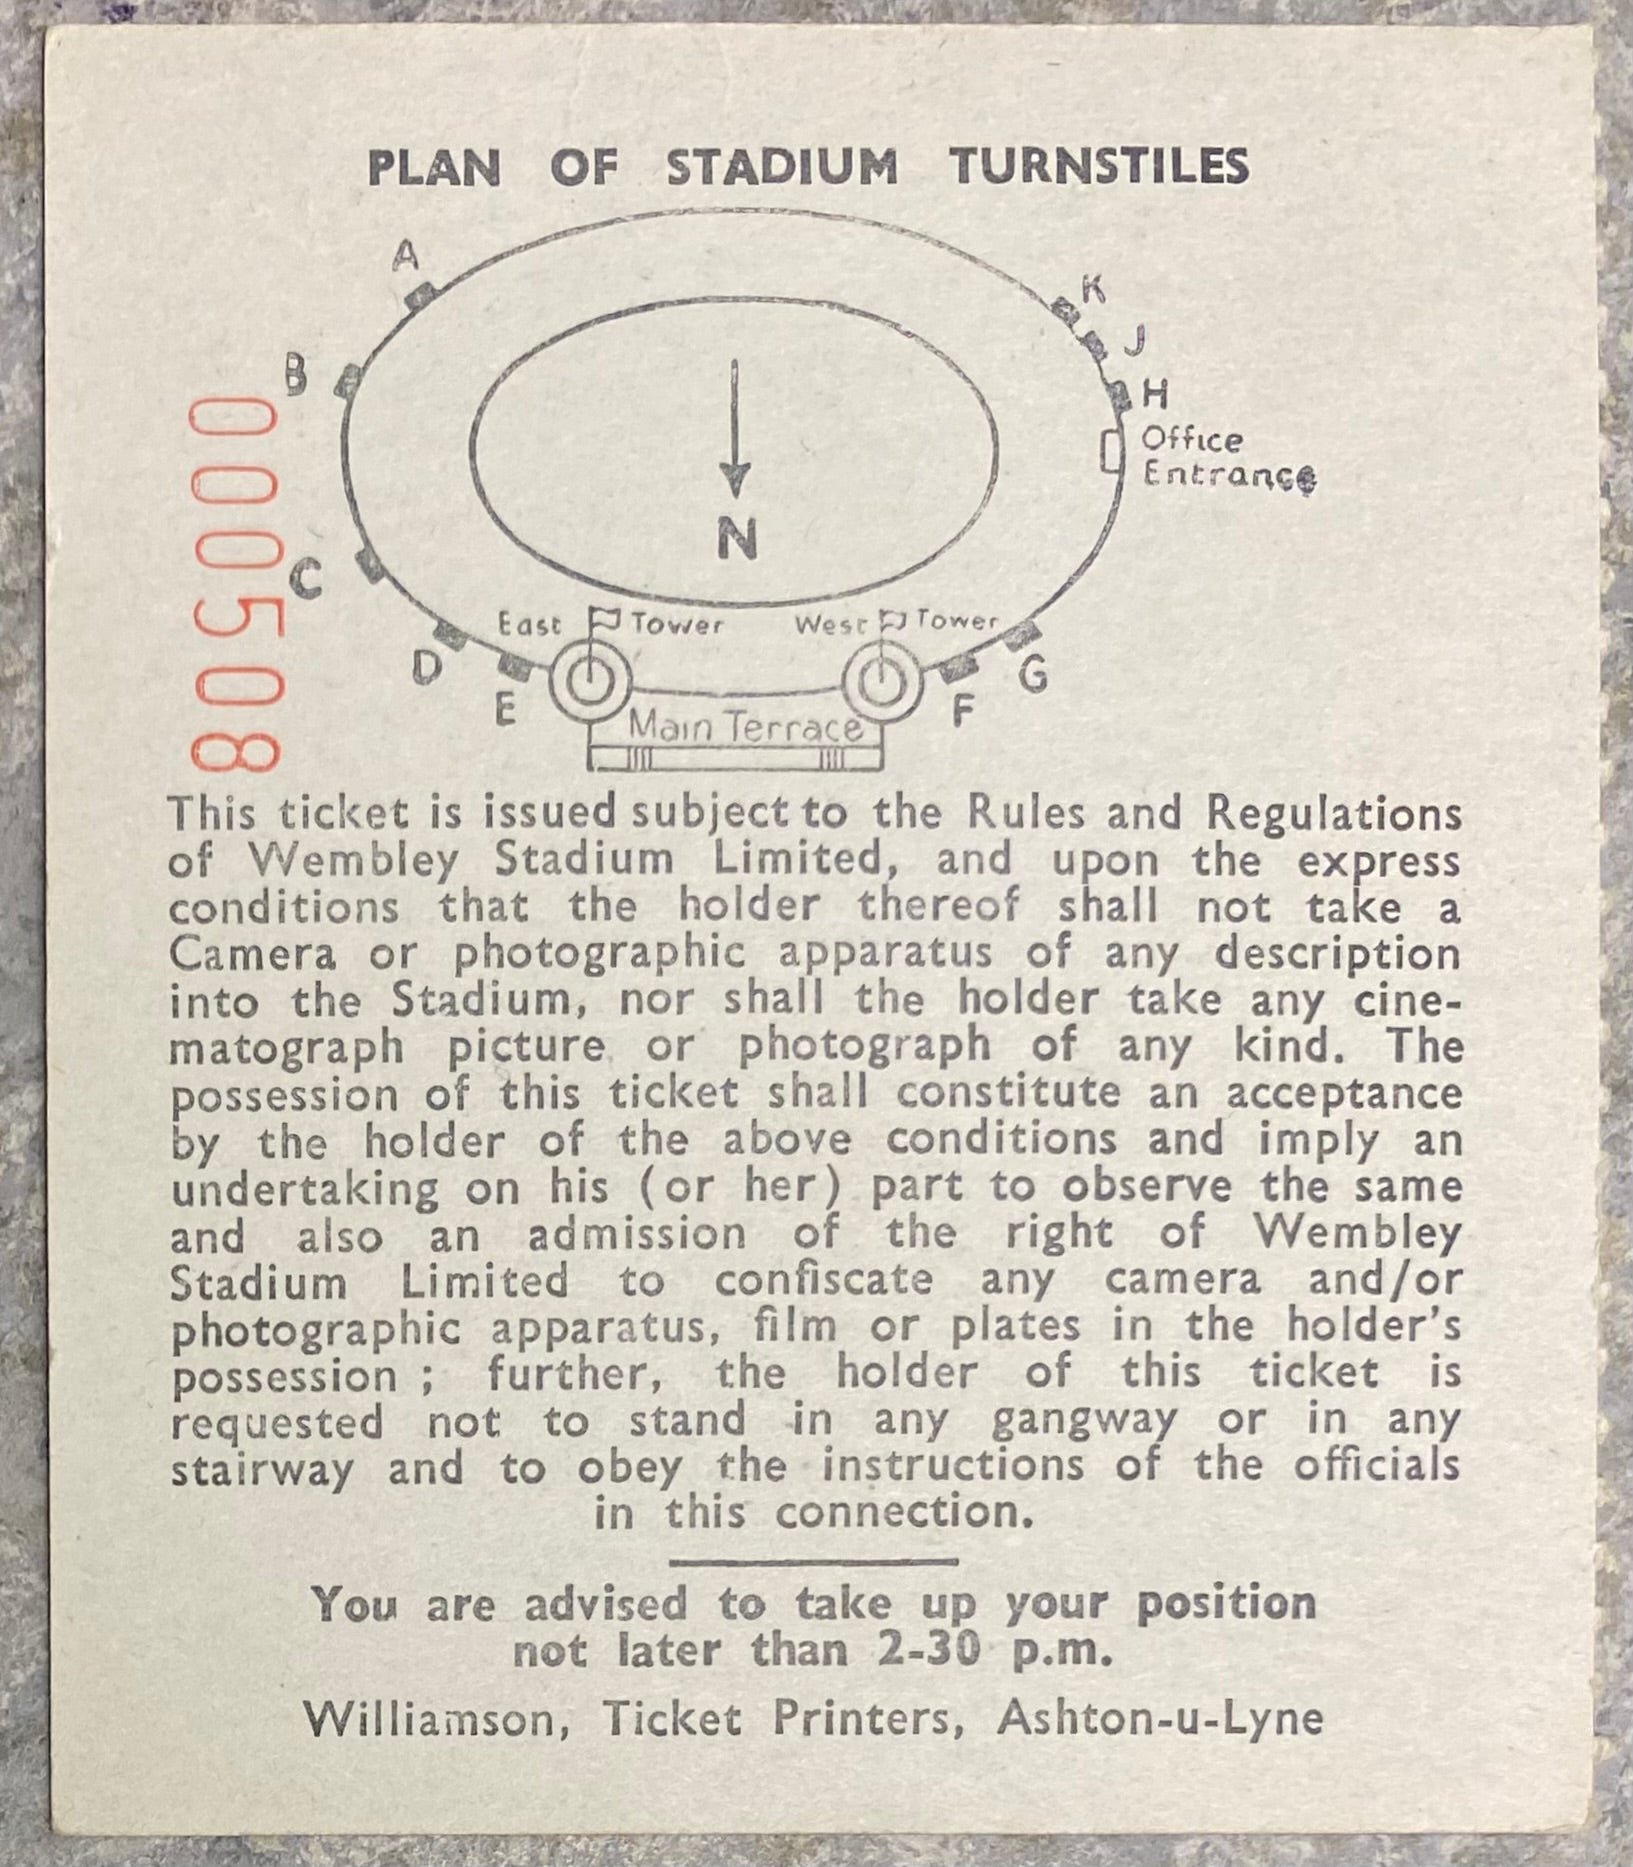 PLAN OF STADIUM TURNSTILES
A
K
J
B
H
Office
Entrance
000508
N
C
East Tower
West Tower
D
E
F
G
Main Terrace
This ticket is issued subject to the Rules and Regulations
of Wembley Stadium Limited, and upon the express
conditions that the holder thereof shall not take a
Camera or photographic apparatus of any description
into the Stadium, nor shall the holder take any cine-
matograph picture or photograph of any kind. The
possession of this ticket shall constitute an acceptance
by the holder of the above conditions and imply an
undertaking on his (or her) part to observe the same
and also an admission of the right of Wembley
Stadium Limited to confiscate any camera and/or
photographic apparatus, film or plates in the holder's
possession ; further, the holder of this ticket is
requested not to stand in any gangway or in any
stairway and to obey the instructions of the officials
in this connection.
You are advised to take up your position
not later than 2-30 p.m.
Williamson, Ticket Printers, Ashton-u-Lyne